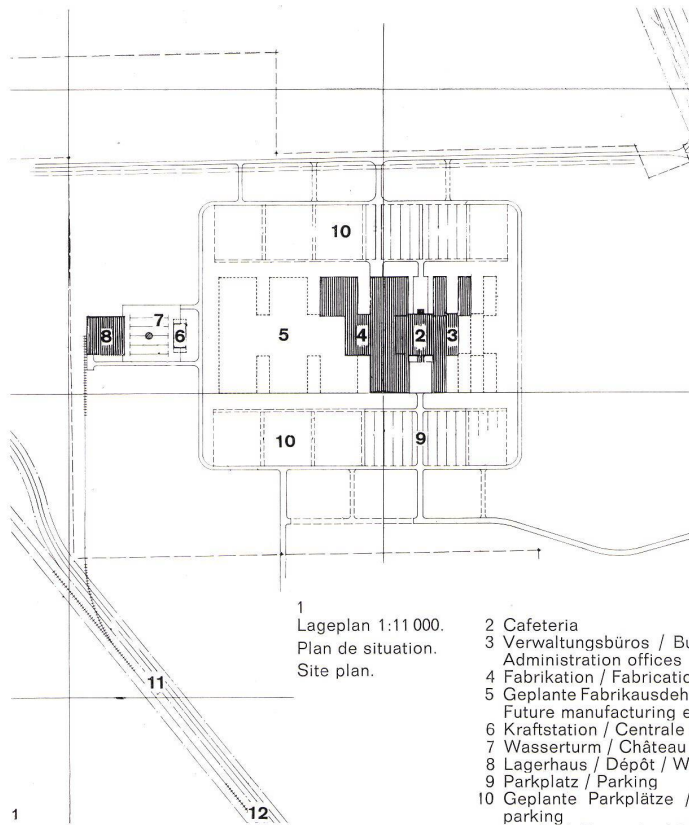 10
7
8
6
5
4
2
3
10
9
11
12
1
1
Lageplan 1:11 000.
Plan de situation.
Site plan.
2 Cafeteria
3 Verwaltungsbüros / Bu
Administration offices
4 Fabrikation / Fabricatio
5 Geplante Fabrikausdeh
Future manufacturing e
6 Kraftstation / Centrale
7 Wasserturm / Château
8 Lagerhaus / Dépôt / W
9 Parkplatz / Parking
10 Geplante Parkplätze /
parking